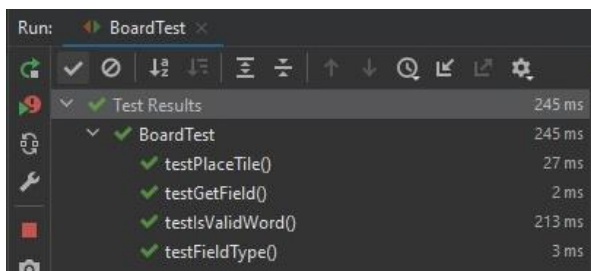 Run: BoardTest
Test Results 245 ms
BoardTest 245 ms
testPlaceTile() 27 ms
testGetField() 2 ms
testIsValidWord() 213 ms
testFieldType() 3 ms